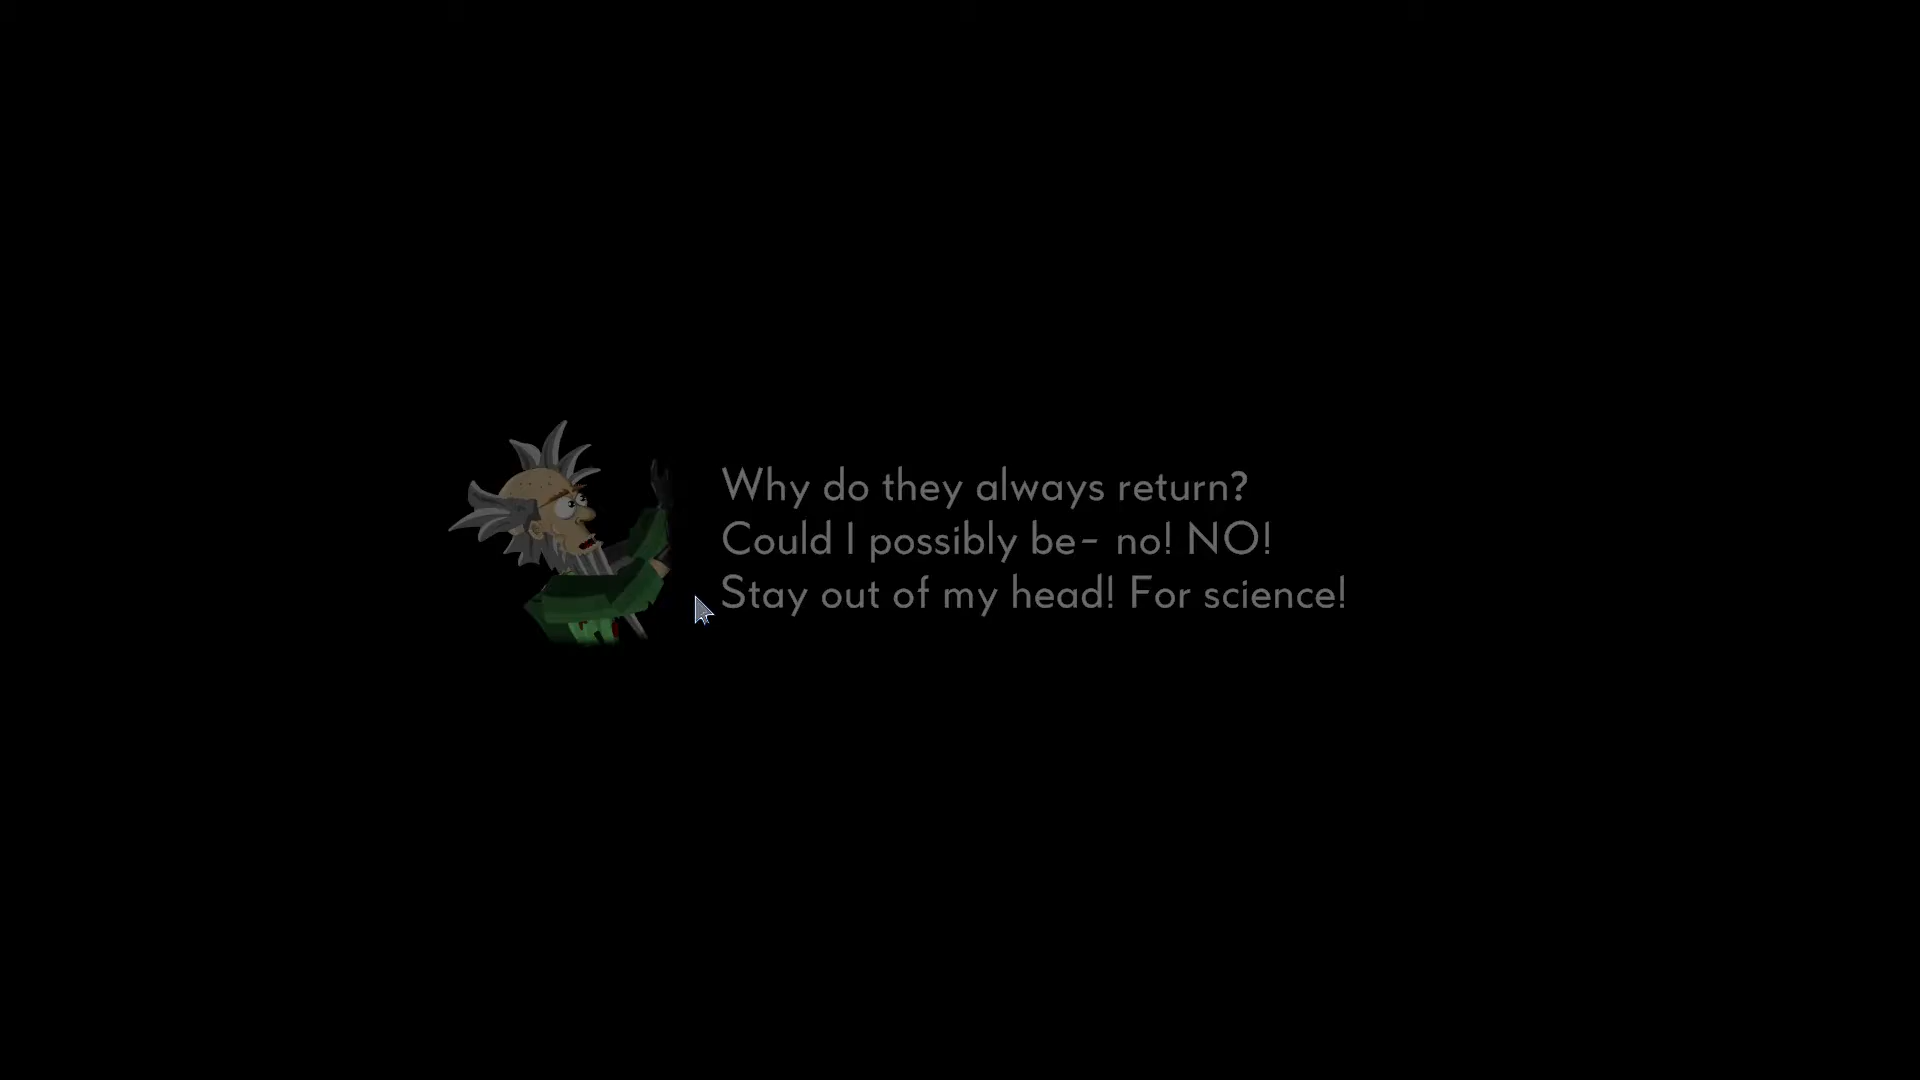 Why do they always return?
Could I possibly be- no! NO!
Stay out of my head! For science!